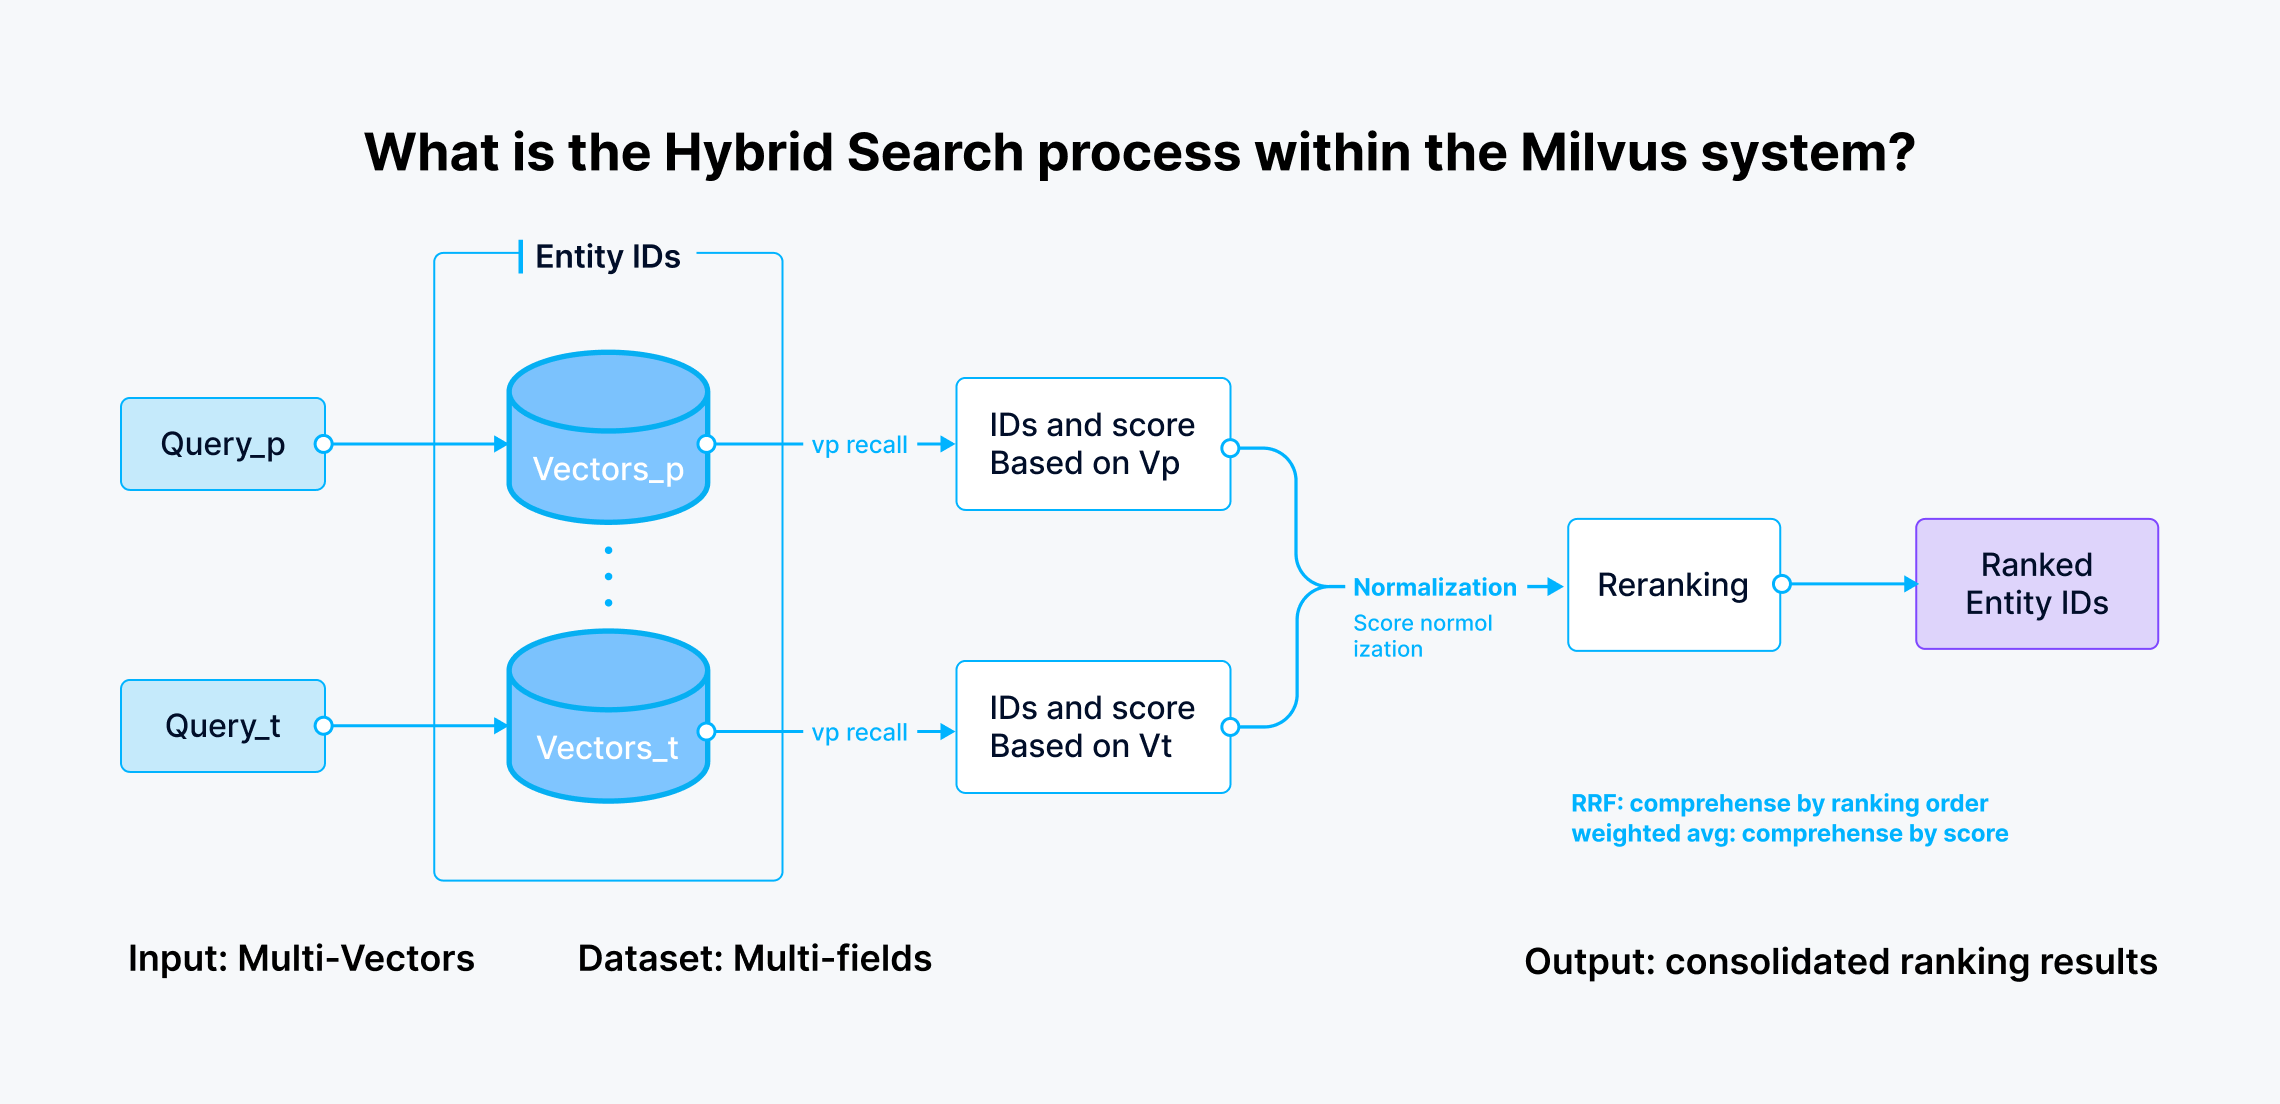 What is the Hybrid Search process within the Milvus system?
Entity IDs
Query_p
Vectors_p
vp recall
IDs and score
Based on Vp
Query_t
Vectors_t
vp recall
IDs and score
Based on Vt
Normalization
Score normol
ization
Reranking
Ranked
Entity IDs
RRF: comprehense by ranking order
weighted avg: comprehense by score
Input: Multi-Vectors
Dataset: Multi-fields
Output: consolidated ranking results